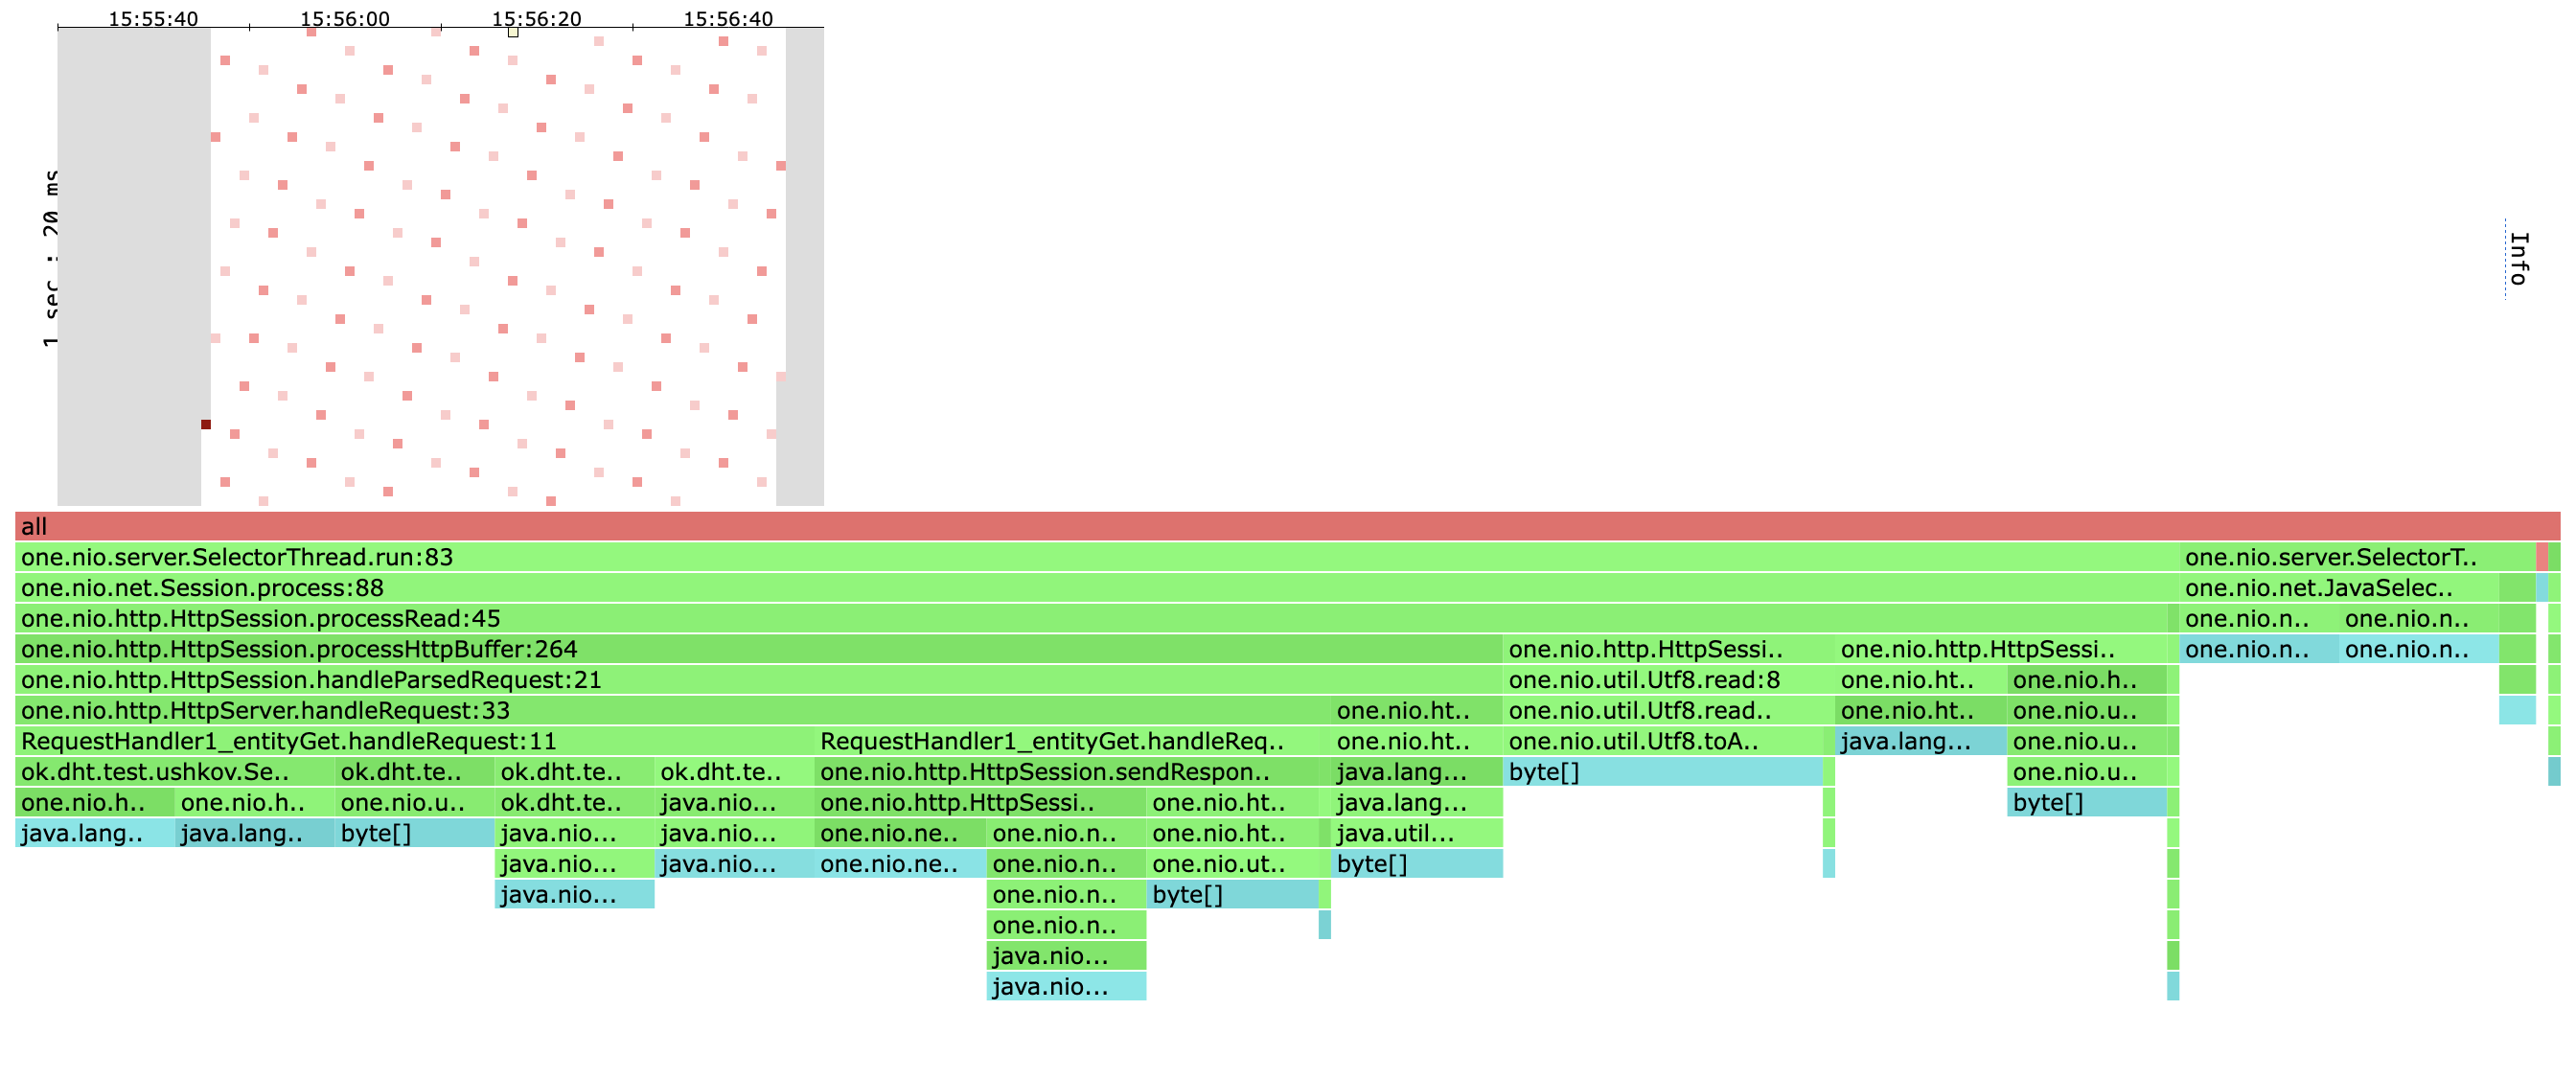 15:55:40 15:56:00 15:56:20 15:56:40
1 sec : 20 ms
Info
all
one.nio.server.SelectorThread.run:83 one.nio.server.SelectorT..
one.nio.net.Session.process:88 one.nio.net.JavaSelec..
one.nio.http.HttpSession.processRead:45 one.nio.n.. one.nio.n..
one.nio.http.HttpSession.processHttpBuffer:264 one.nio.http.HttpSessi.. one.nio.http.HttpSessi.. one.nio.n.. one.nio.n..
one.nio.http.HttpSession.handleParsedRequest:21 one.nio.util.Utf8.read:8 one.nio.ht.. one.nio.h..
one.nio.http.HttpServer.handleRequest:33 one.nio.ht.. one.nio.util.Utf8.read.. one.nio.ht.. one.nio.u..
RequestHandler1_entityGet.handleRequest:11 RequestHandler1_entityGet.handleReq.. one.nio.ht.. one.nio.util.Utf8.toA.. java.lang... one.nio.u..
ok.dht.test.ushkov.Se.. ok.dht.te.. ok.dht.te.. ok.dht.te.. one.nio.http.HttpSession.sendRespon.. java.lang... byte[] one.nio.u..
one.nio.h.. one.nio.h.. one.nio.u.. ok.dht.te.. java.nio... one.nio.http.HttpSessi.. one.nio.ht.. java.lang... byte[]
java.lang.. java.lang.. byte[] java.nio... java.nio... one.nio.ne.. one.nio.n.. one.nio.ht.. java.util...
java.nio... java.nio... one.nio.ne.. one.nio.n.. one.nio.ut.. byte[]
java.nio... one.nio.n.. byte[]
one.nio.n..
java.nio...
java.nio...